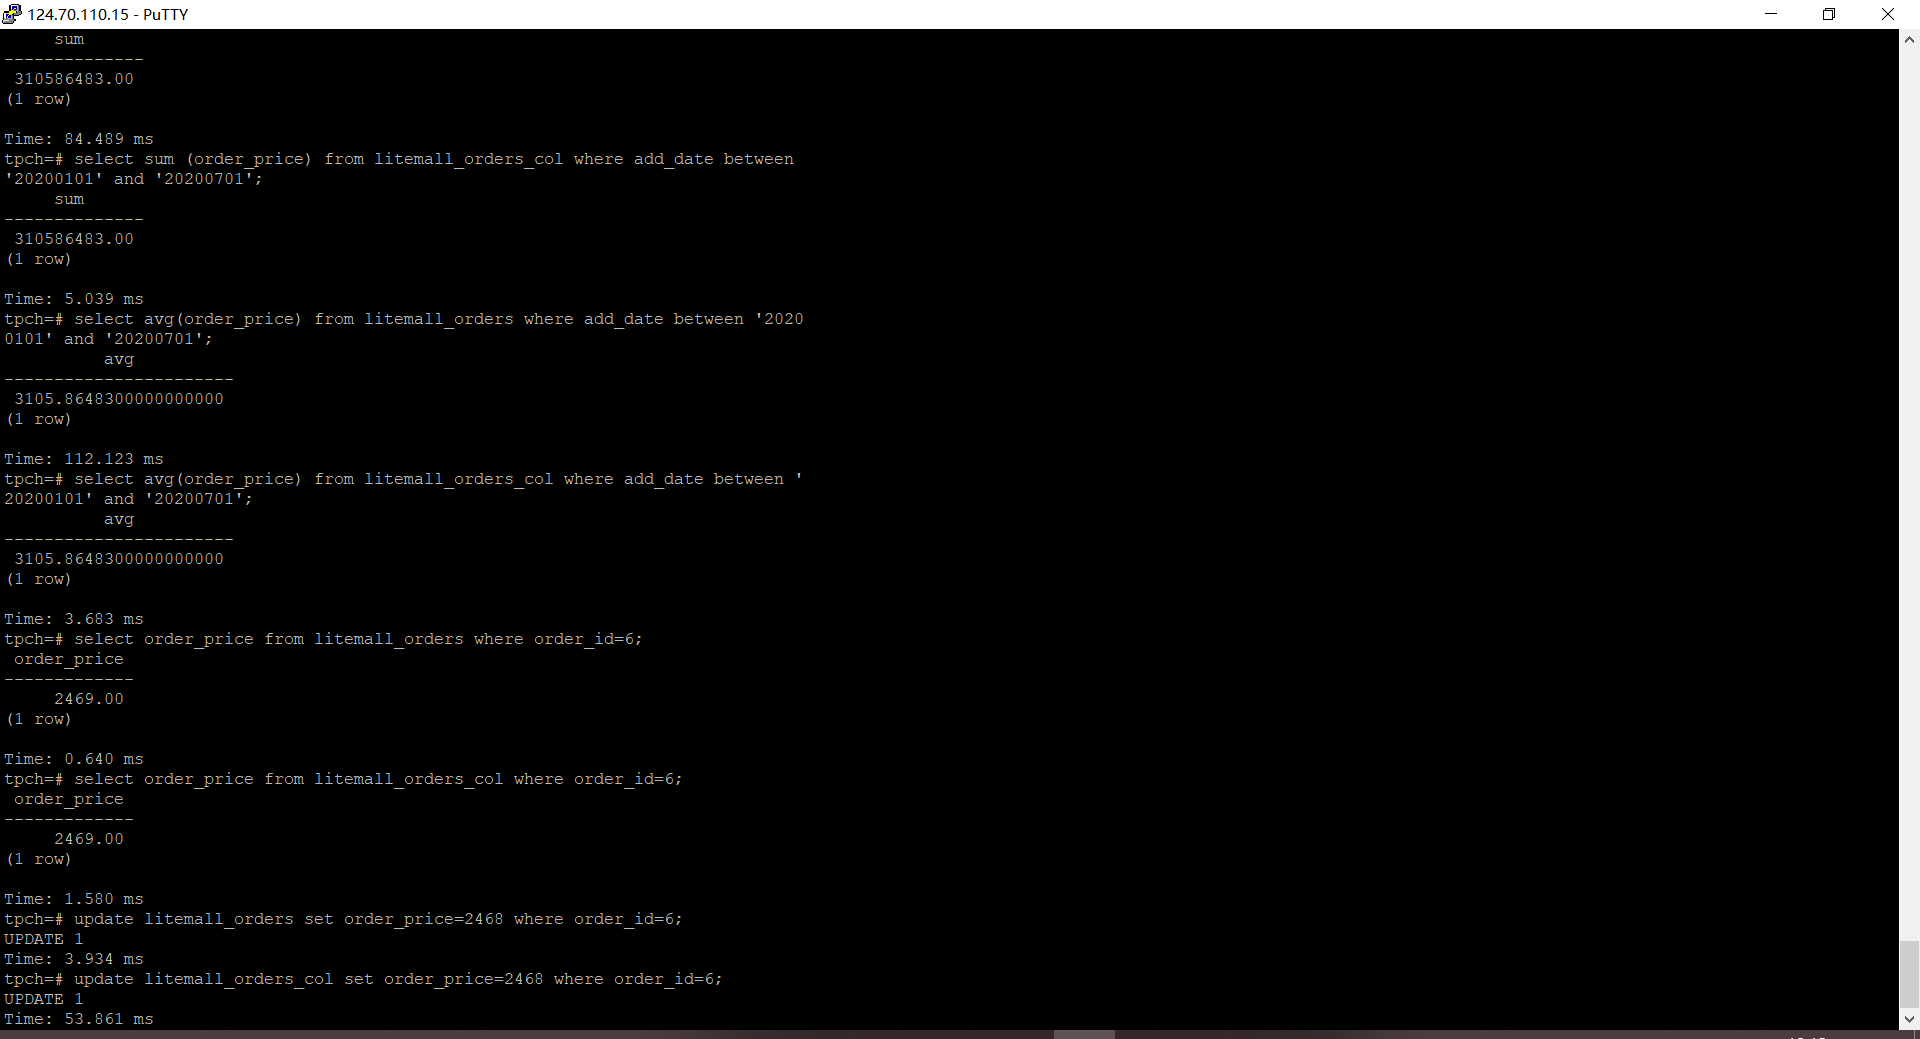 124.70.110.15 - PuTTY
sum
--------------
310586483.00
(1 row)
Time: 84.489 ms
tpch=# select sum (order_price) from litemall_orders_col where add_date between
'20200101' and '20200701';
sum
--------------
310586483.00
(1 row)
Time: 5.039 ms
tpch=# select avg(order_price) from litemall_orders where add_date between '2020
0101' and '20200701';
avg
-----------------------
3105.8648300000000000
(1 row)
Time: 112.123 ms
tpch=# select avg(order_price) from litemall_orders_col where add_date between '
20200101' and '20200701';
avg
-----------------------
3105.8648300000000000
(1 row)
Time: 3.683 ms
tpch=# select order_price from litemall_orders where order_id=6;
order_price
-------------
2469.00
(1 row)
Time: 0.640 ms
tpch=# select order_price from litemall_orders_col where order_id=6;
order_price
-------------
2469.00
(1 row)
Time: 1.580 ms
tpch=# update litemall_orders set order_price=2468 where order_id=6;
UPDATE 1
Time: 3.934 ms
tpch=# update litemall_orders_col set order_price=2468 where order_id=6;
UPDATE 1
Time: 53.861 ms